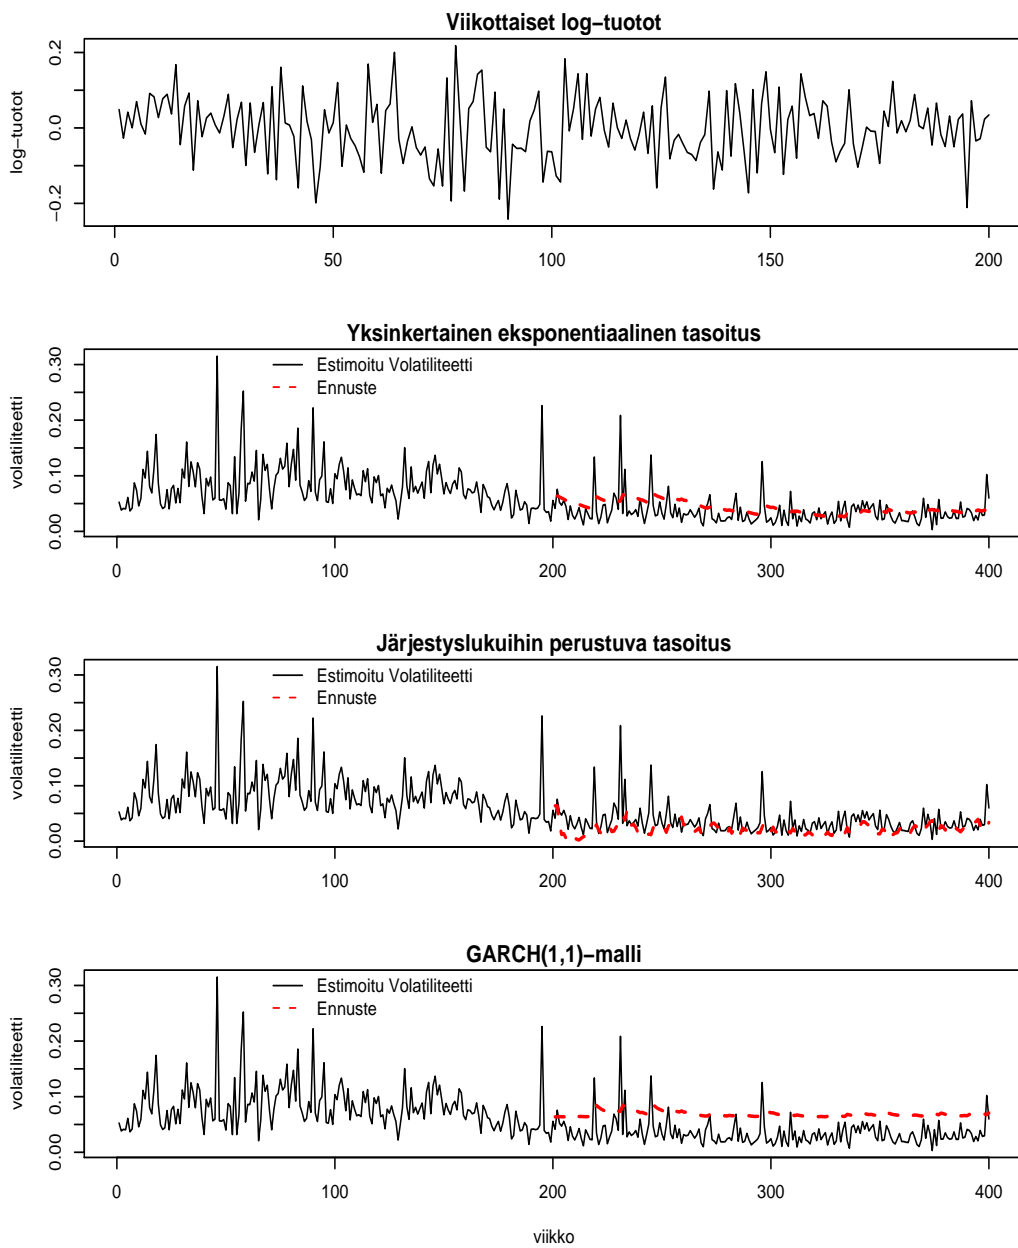 Viikottaiset log−tuotot
log−tuotot
0.2
0.0
−0.2
0 50 100 150 200
Yksinkertainen eksponentiaalinen tasoitus
volatiliteetti
0.30
0.20
0.10
0.00
Estimoitu Volatiliteetti
Ennuste
0 100 200 300 400
Järjestyslukuihin perustuva tasoitus
volatiliteetti
0.30
0.20
0.10
0.00
Estimoitu Volatiliteetti
Ennuste
0 100 200 300 400
GARCH(1,1)−malli
volatiliteetti
0.30
0.20
0.10
0.00
Estimoitu Volatiliteetti
Ennuste
0 100 200 300 400
viikko